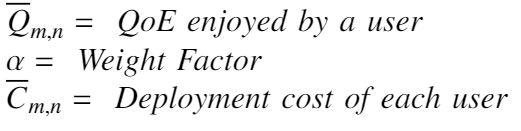 Q̅ₘ,ₙ = QoE enjoyed by a user
α = Weight Factor
C̅ₘ,ₙ = Deployment cost of each user